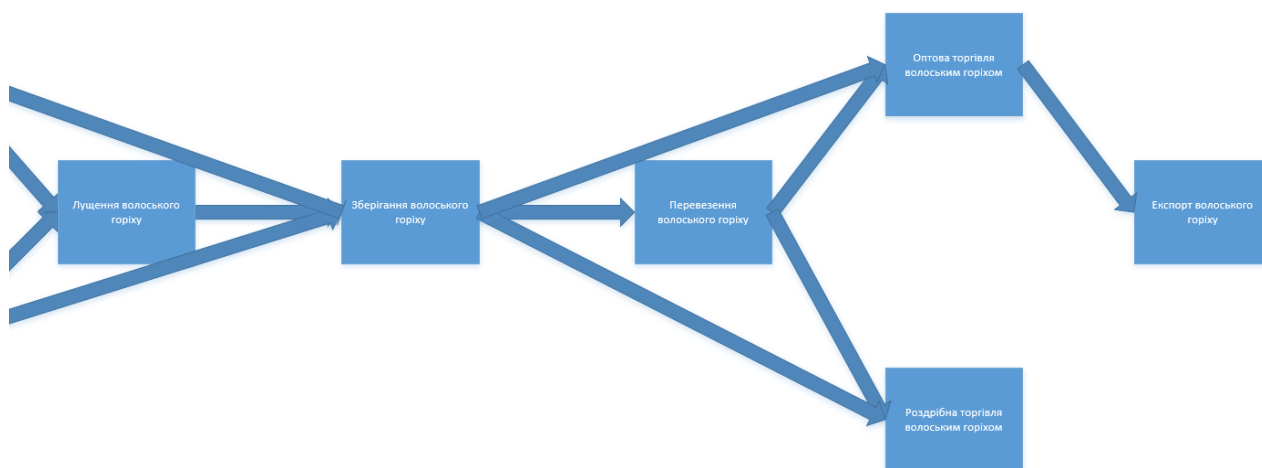 Оптова торгівля
волоським горіхом
Лущення волоського
горіху
Зберігання волоського
горіху
Перевезення
волоського горіху
Експорт волоського
горіху
Роздрібна торгівля
волоським горіхом